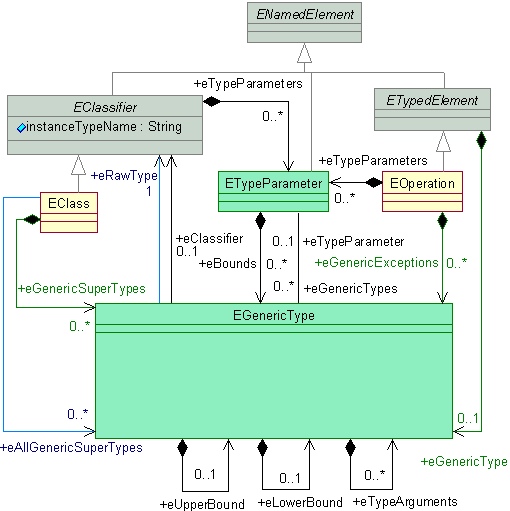 ENamedElement
+eTypeParameters
EClassifier
instanceTypeName : String
0..*
ETypedElement
+eTypeParameters
+eRawType
1
ETypeParameter
0..*
EOperation
EClass
+eClassifier
0..1
0..1
+eTypeParameter
+eBounds
0..*
+eGenericExceptions
0..*
+eGenericSuperTypes
0..*
+eGenericTypes
0..*
EGenericType
0..*
+eAllGenericSuperTypes
0..1
+eGenericType
0..1
0..1
0..*
+eUpperBound
+eLowerBound
+eTypeArguments